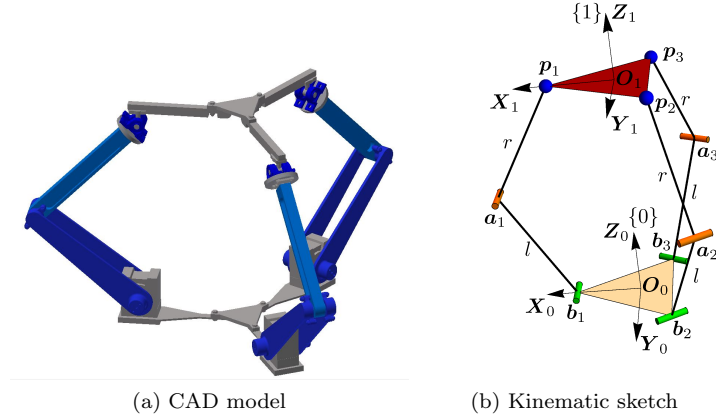 {1} Z1
p1
p3
O1
X1
p2
Y1
r
r
r
a3
a1
l
l
{0}
Z0
b3
a2
O0
l
X0
b1
b2
Y0
(a) CAD model
(b) Kinematic sketch